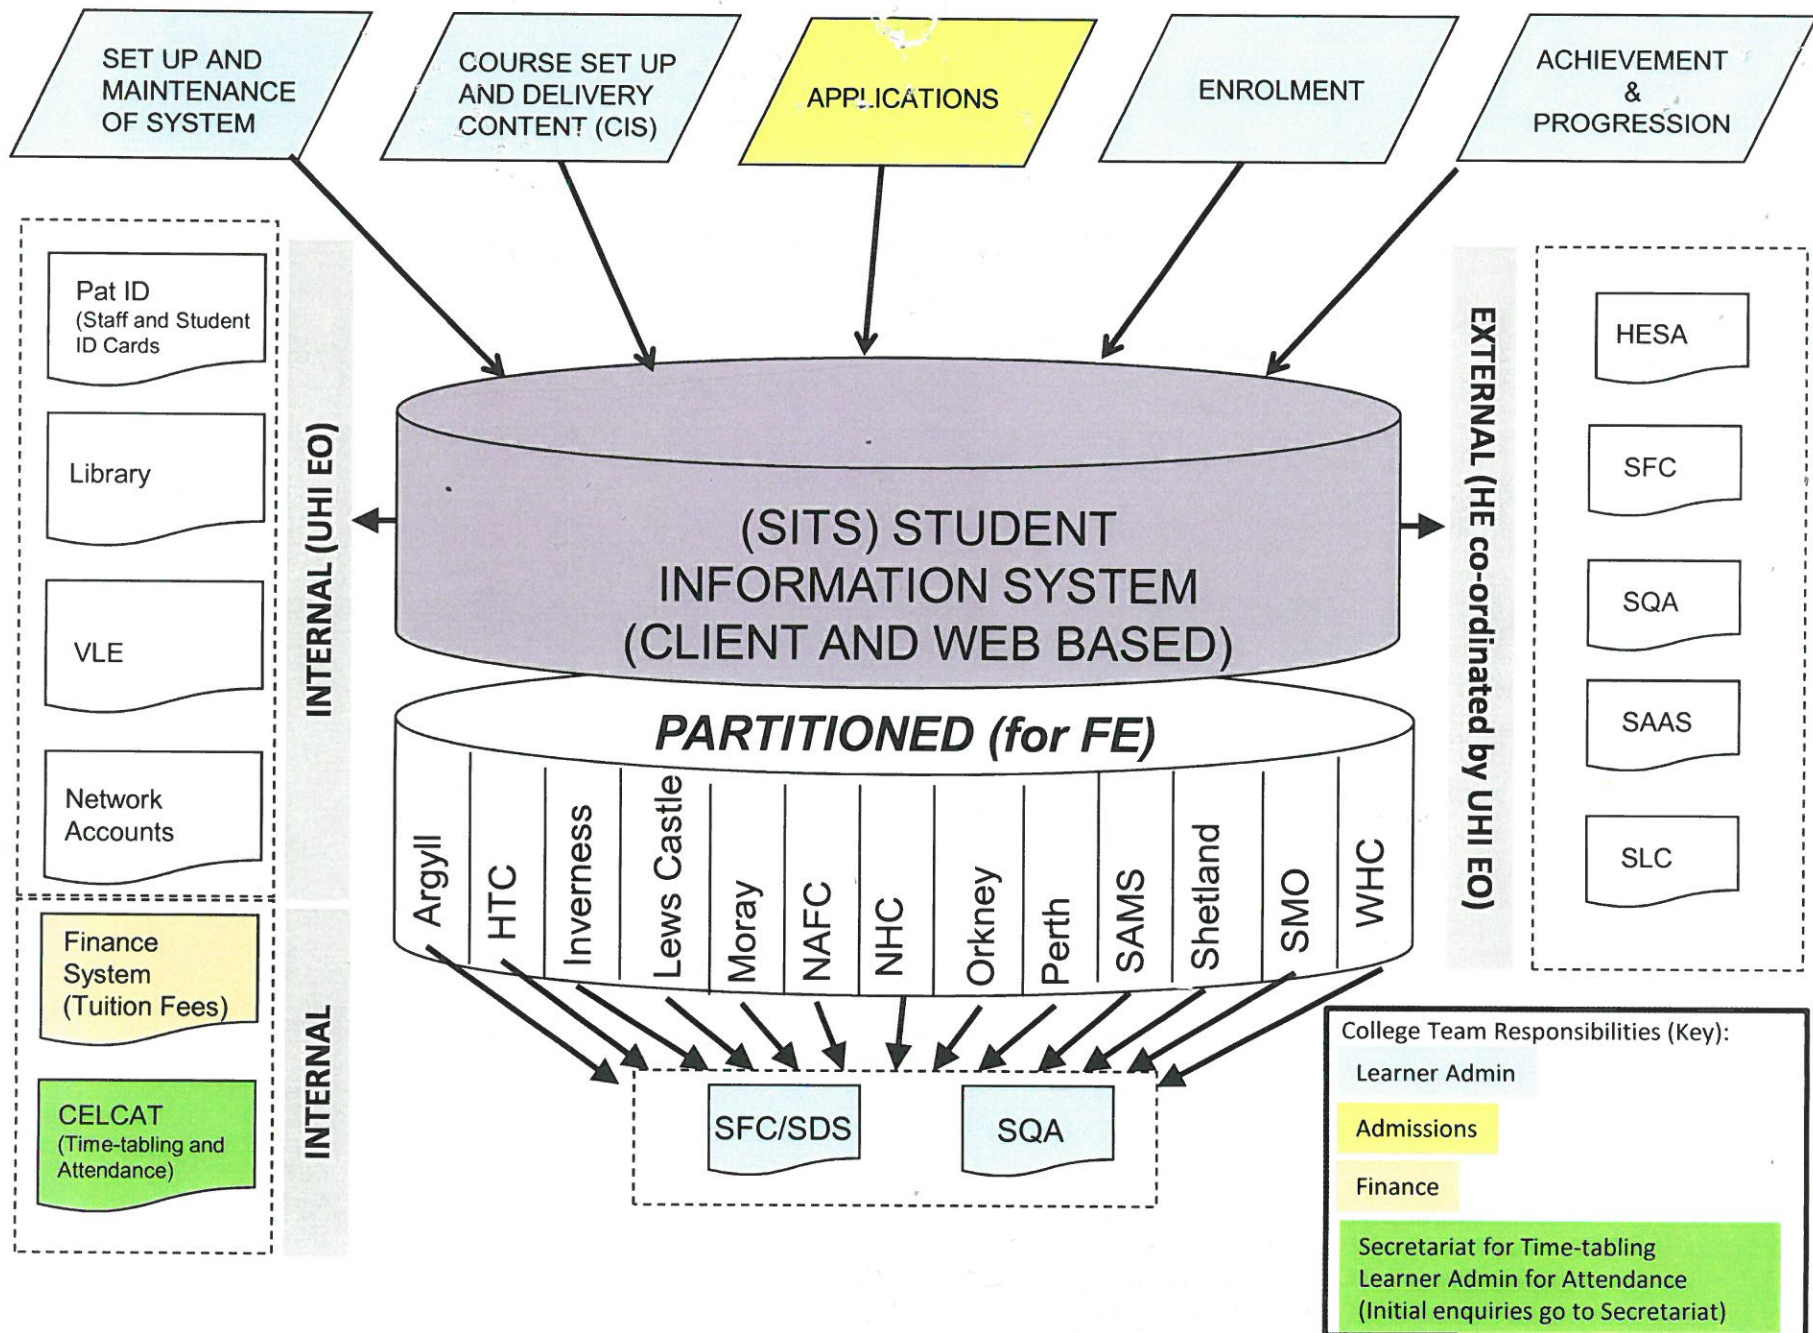 SET UP AND
MAINTENANCE
OF SYSTEM
COURSE SET UP
AND DELIVERY
CONTENT (CIS)
APPLICATIONS
ENROLMENT
ACHIEVEMENT
&
PROGRESSION
Pat ID
(Staff and Student
ID Cards
Library
VLE
Network
Accounts
INTERNAL (UHI EO)
Finance
System
(Tuition Fees)
CELCAT
(Time-tabling and
Attendance)
INTERNAL
(SITS) STUDENT
INFORMATION SYSTEM
(CLIENT AND WEB BASED)
PARTITIONED (for FE)
Argyll
HTC
Inverness
Lews Castle
Moray
NAFC
NHC
Orkney
Perth
SAMS
Shetland
SMO
WHC
SFC/SDS
SQA
EXTERNAL (HE co-ordinated by UHI EO)
HESA
SFC
SQA
SAAS
SLC
College Team Responsibilities (Key):
Learner Admin
Admissions
Finance
Secretariat for Time-tabling
Learner Admin for Attendance
(Initial enquiries go to Secretariat)